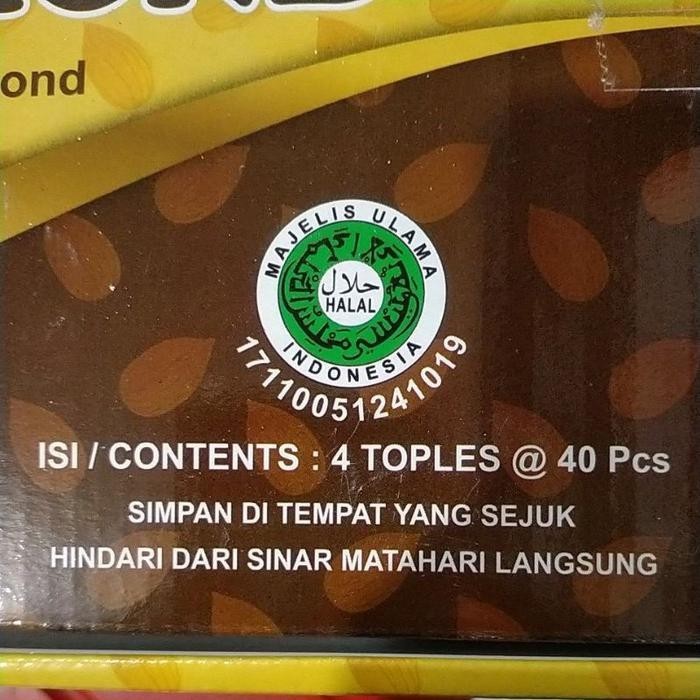 ond
MAJELIS ULAMA
حلال
HALAL
INDONESIA
17110051241019
ISI / CONTENTS : 4 TOPLES @ 40 Pcs
SIMPAN DI TEMPAT YANG SEJUK
HINDARI DARI SINAR MATAHARI LANGSUNG